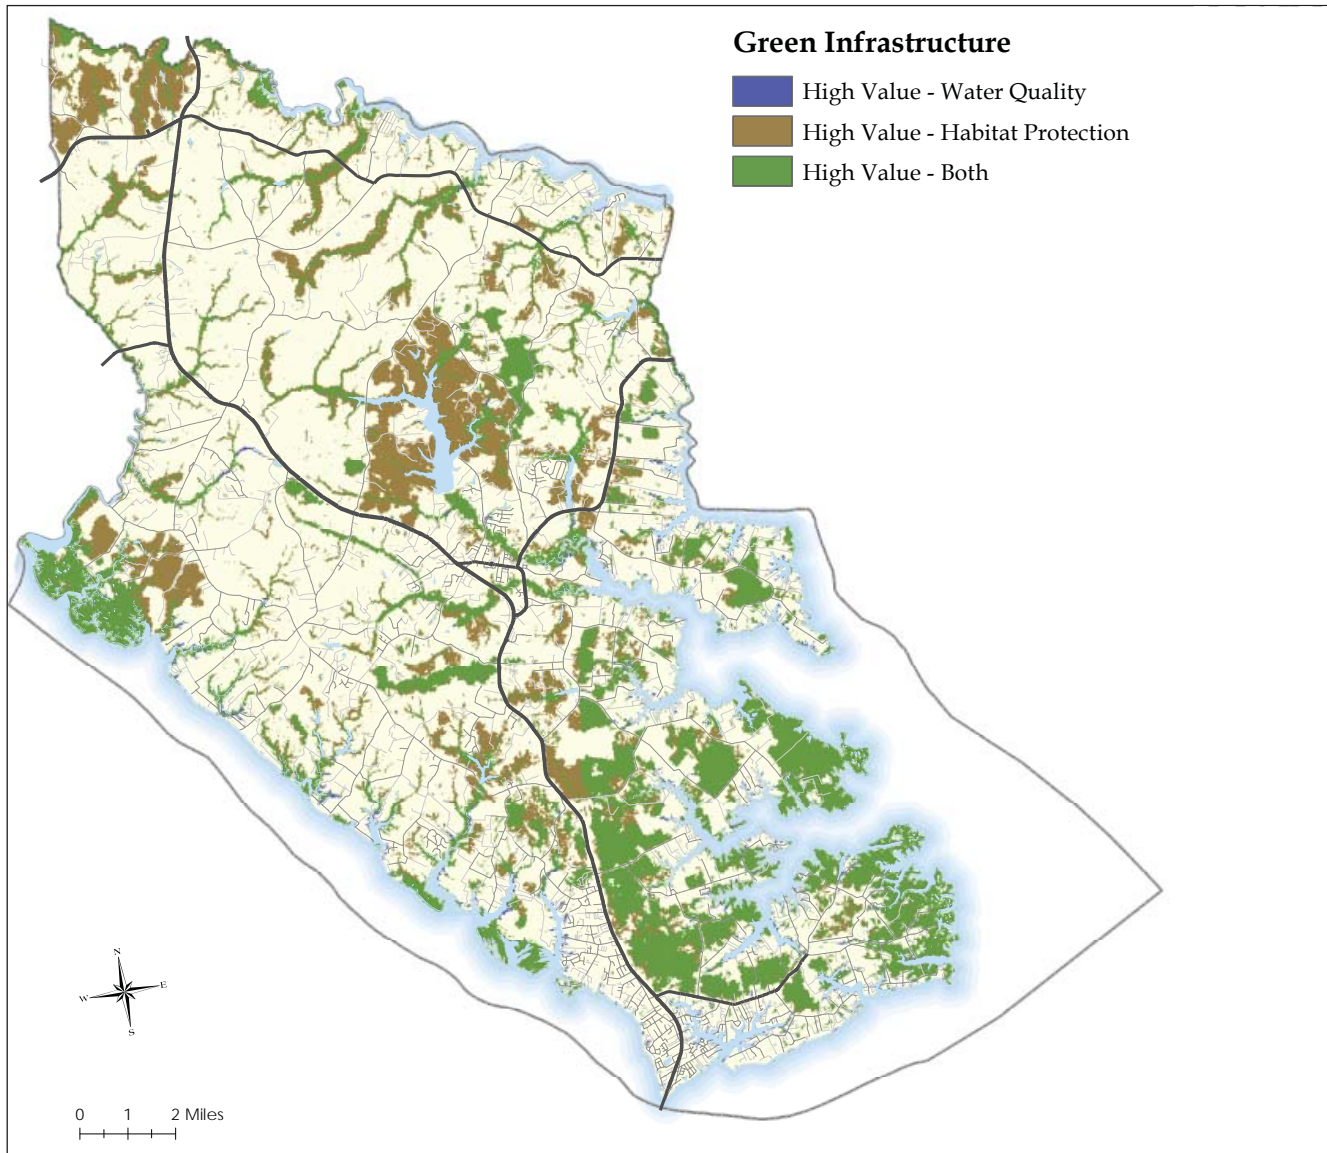 Green Infrastructure
High Value - Water Quality
High Value - Habitat Protection
High Value - Both
N
W E
S
0 1 2 Miles